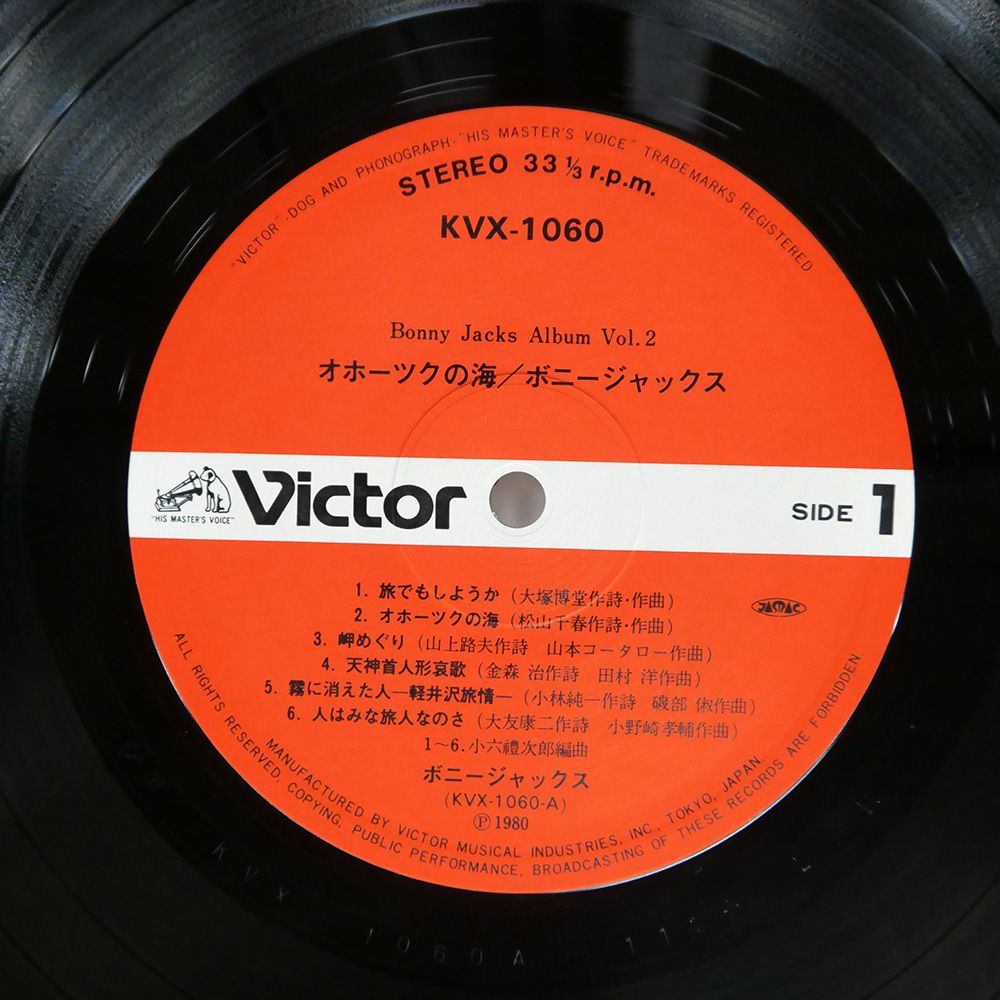 "VICTOR"-DOG AND PHONOGRAPH-"HIS MASTER'S VOICE" TRADEMARKS REGISTERED
STEREO 33 ⅓ r.p.m.
KVX-1060
Bonny Jacks Album Vol.2
オホーツクの海／ボニージャックス
"HIS MASTER'S VOICE"
Victor
SIDE 1
1. 旅でもしようか(大塚博堂作詩·作曲)
2. オホーツクの海(松山千春作詩·作曲)
JASRAC
3. 岬めぐり(山上路夫作詩 山本コータロー作曲)
4. 天神首人形哀歌(金森 治作詩 田村 洋作曲)
5. 霧に消えた人―軽井沢旅情―(小林純一作詩 磯部 俶作曲)
6. 人はみな旅人なのさ(大友康二作詩 小野崎孝輔作曲)
1〜6. 小六禮次郎編曲
ボニージャックス
(KVX-1060-A)
Ⓟ1980
MANUFACTURED BY VICTOR MUSICAL INDUSTRIES, INC., TOKYO, JAPAN.
ALL RIGHTS RESERVED, COPYING, PUBLIC PERFORMANCE, BROADCASTING OF THESE RECORDS ARE FORBIDDEN.
KVX 1060A